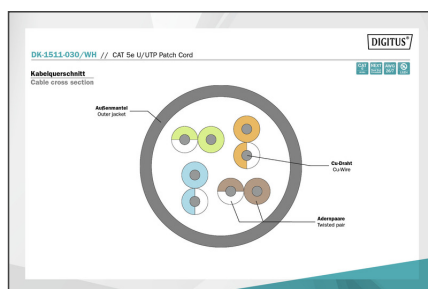 DIGITUS®
DK-1511-030/WH // CAT 5e U/UTP Patch Cord
Kabelquerschnitt
Cable cross section
Außenmantel
Outer jacket
Cu-Draht
Cu-Wire
Adernpaare
Twisted pair